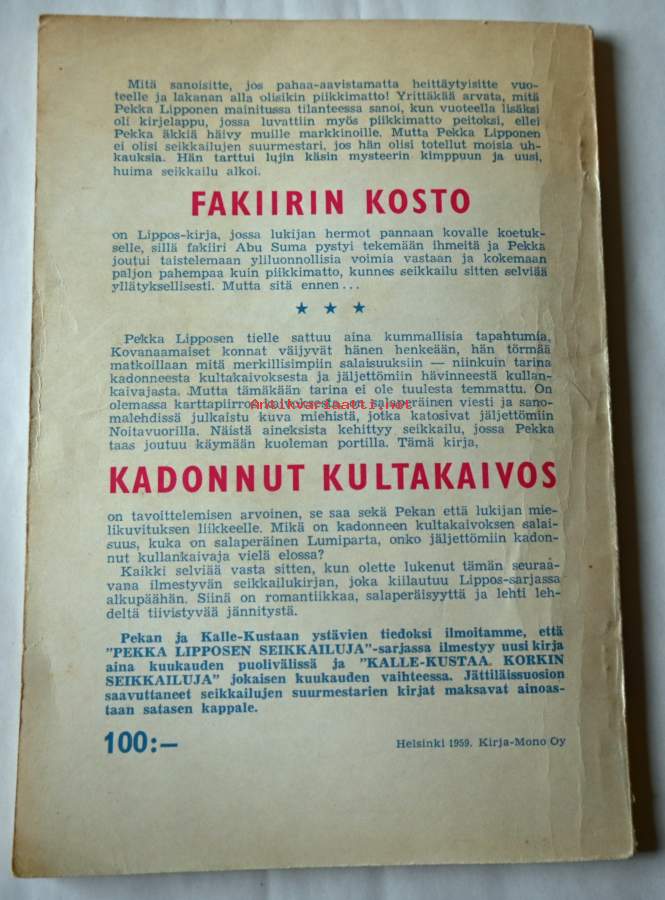 Mitä sanoisitte, jos pahaa-aavistamatta heittäytyisitte vuo-
teelle ja lakanan alla olisikin piikkimatto! Yrittäkää arvata, mitä
Pekka Lipponen mainitussa tilanteessa sanoi, kun vuoteella lisäksi
oli kirjelappu, jossa luvattiin myös piikkimatto peitoksi, ellei
Pekka äkkiä häivy muille markkinoille. Mutta Pekka Lipponen
ei olisi seikkailujen suurmestari, jos hän olisi totellut moisia uh-
kauksia. Hän tarttui lujin käsin mysteerin kimppuun ja uusi,
huima seikkailu alkoi.
FAKIIRIN KOSTO
on Lippos-kirja, jossa lukijan hermot pannaan kovalle koetuk-
selle, sillä fakiiri Abu Suma pystyi tekemään ihmeitä ja Pekka
joutui taistelemaan yliluonnollisia voimia vastaan ja kokemaan
paljon pahempaa kuin piikkimatto, kunnes seikkailu sitten selviää
yllätyksellisesti. Mutta sitä ennen...
★ ★ ★
Pekka Lipposen tielle sattuu aina kummallisia tapahtumia,
Kovanaamaiset konnat väijyvät hänen henkeään, hän törmää
matkoillaan mitä merkillisimpiin salaisuuksiin — niinkuin tarina
kadonneesta kultakaivoksesta ja jäljettömiin hävinneestä kullan-
kaivajasta. Mutta tämäkään tarina ei ole tuulesta temmattu. On
olemassa karttapiirros kaivoksesta, on salaperäinen viesti ja sano-
malehdissä julkaistu kuva miehistä, jotka katosivat jäljettömiin
Noitavuorilla. Näistä aineksista kehittyy seikkailu, jossa Pekka
taas joutuu käymään kuoleman portilla. Tämä kirja,
Antikvariaatti.net
KADONNUT KULTAKAIVOS
on tavoittelemisen arvoinen, se saa sekä Pekan että lukijan mie-
likuvituksen liikkeelle. Mikä on kadonneen kultakaivoksen salai-
suus, kuka on salaperäinen Lumiparta, onko jäljettömiin kadon-
nut kullankaivaja vielä elossa?
Kaikki selviää vasta sitten, kun olette lukenut tämän seuraa-
vana ilmestyvän seikkailukirjan, joka kiilautuu Lippos-sarjassa
alkupäähän. Siinä on romantiikkaa, salaperäisyyttä ja lehti leh-
deltä tiivistyvää jännitystä.
Pekan ja Kalle-Kustaan ystävien tiedoksi ilmoitamme, että
"PEKKA LIPPOSEN SEIKKAILUJA"-sarjassa ilmestyy uusi kirja
aina kuukauden puolivälissä ja "KALLE-KUSTAA KORKIN
SEIKKAILUJA" jokaisen kuukauden vaihteessa. Jättiläissuosion
saavuttaneet seikkailujen suurmestarien kirjat maksavat ainoas-
taan satasen kappale.
100:—
Helsinki 1959. Kirja-Mono Oy